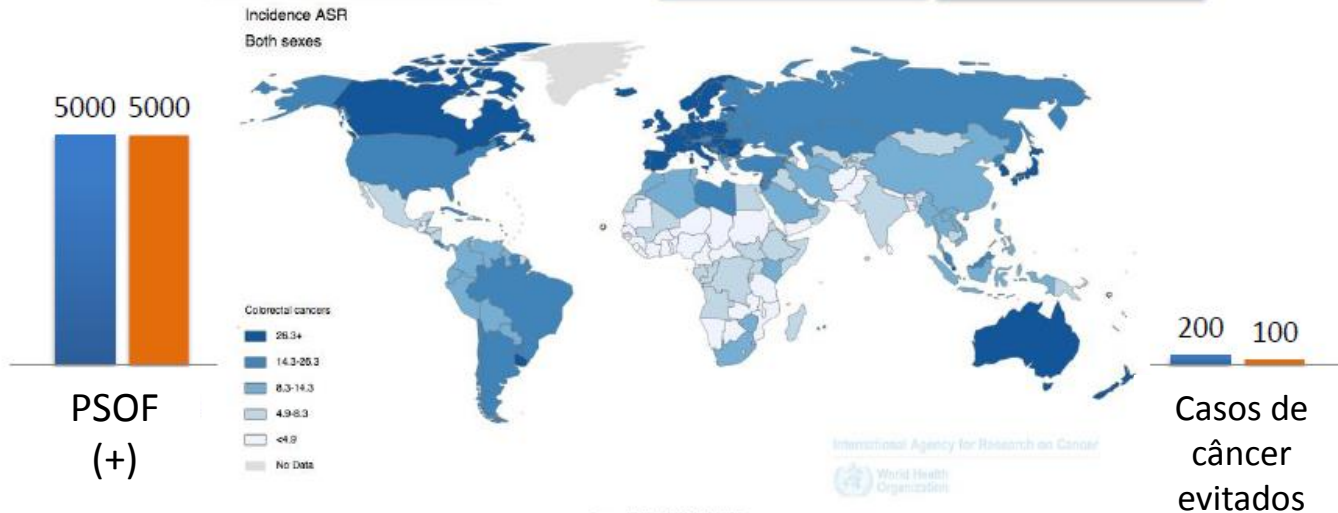 Incidence ASR
Both sexes
5000 5000
PSOF
(+)
Colorectal cancers
26.3+
14.3-26.3
8.3-14.3
4.9-8.3
<4.9
No Data
International Agency for Research on Cancer
World Health
Organization
200 100
Casos de
câncer
evitados